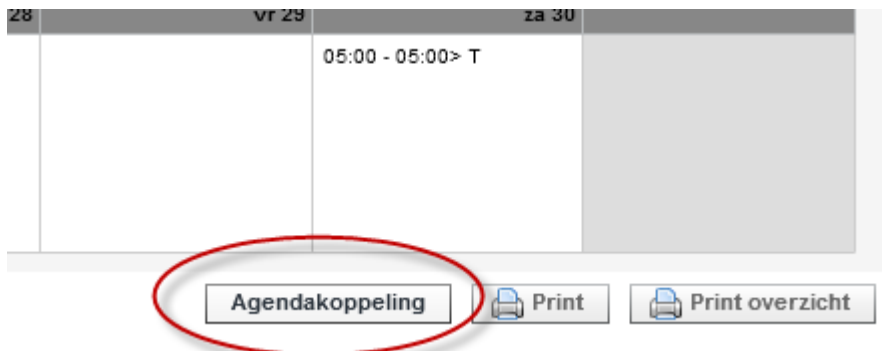 28 vr 29 za 30
05:00 - 05:00> T
Agendakoppeling Print Print overzicht